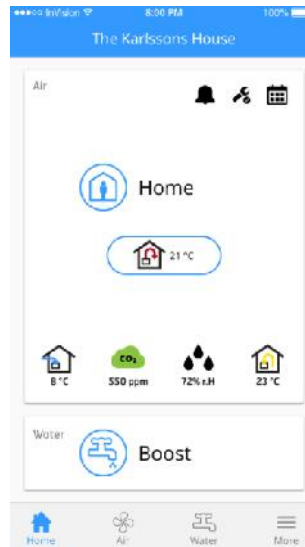 InVision 8:00 PM 100%
The Karlssons House
Air
Home
21 °C
CO₂
8 °C 550 ppm 72% r.H 23 °C
Water
Boost
Home Air Water More